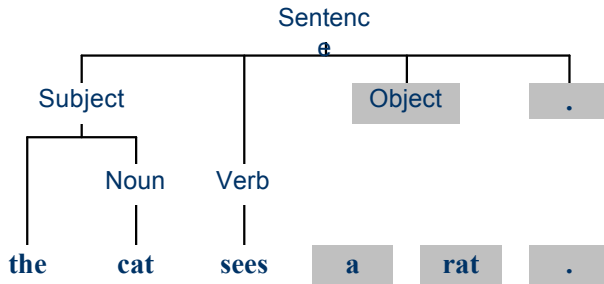 Sentenc
e
Subject Object .
Noun Verb
the cat sees a rat .